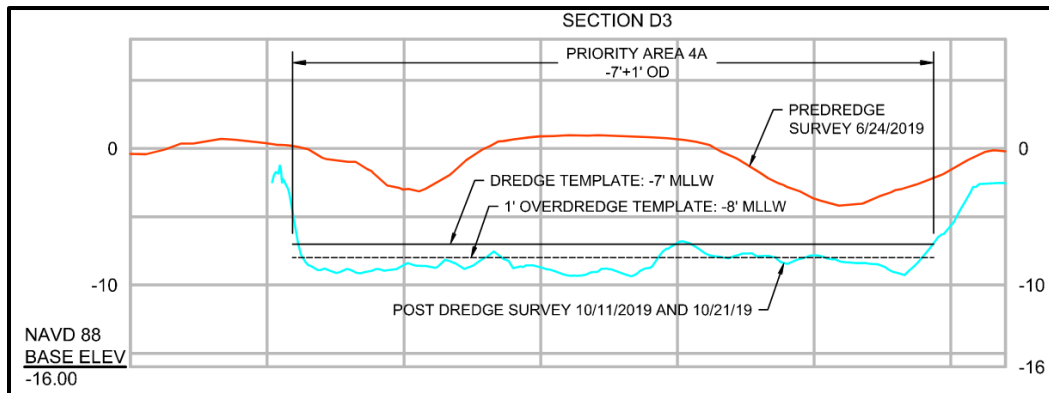 SECTION D3
PRIORITY AREA 4A
-7'+1' OD
PREDREDGE
SURVEY 6/24/2019
0
0
DREDGE TEMPLATE: -7' MLLW
1' OVERDREDGE TEMPLATE: -8' MLLW
-10
-10
POST DREDGE SURVEY 10/11/2019 AND 10/21/19
NAVD 88
BASE ELEV
-16.00
-16